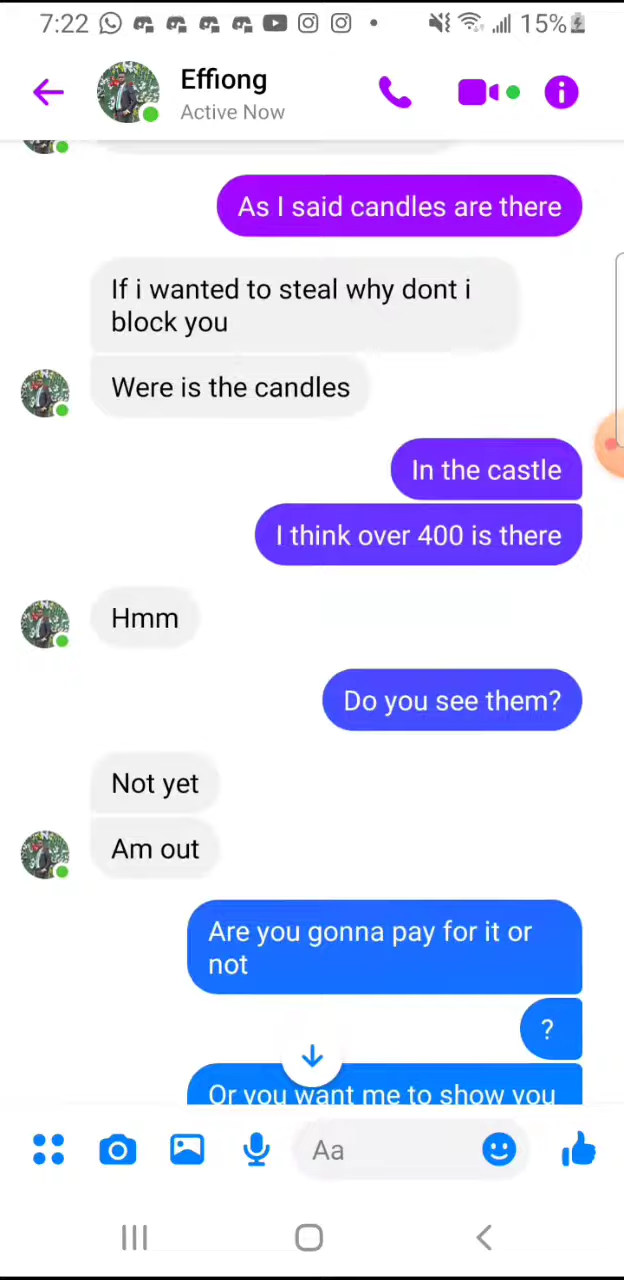 7:22
15%
Effiong
Active Now
As I said candles are there
If i wanted to steal why dont i
block you
Were is the candles
In the castle
I think over 400 is there
Hmm
Do you see them?
Not yet
Am out
Are you gonna pay for it or
not
?
Or you want me to show you
Aa